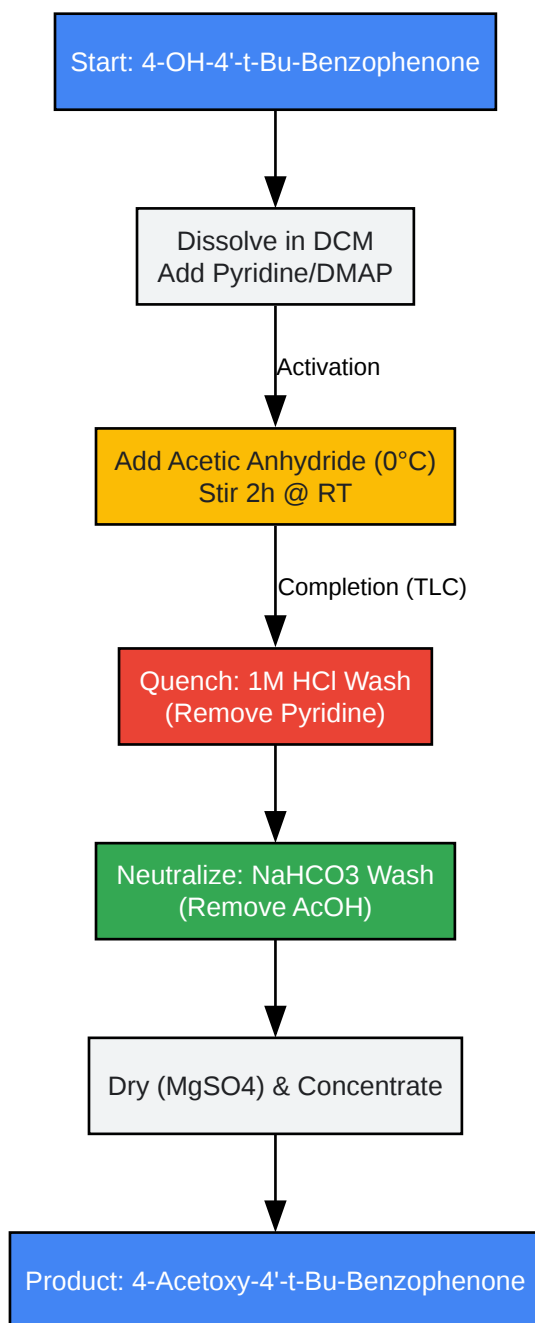 Start: 4-OH-4'-t-Bu-Benzophenone
Dissolve in DCM
Add Pyridine/DMAP
Activation
Add Acetic Anhydride (0°C)
Stir 2h @ RT
Completion (TLC)
Quench: 1M HCl Wash
(Remove Pyridine)
Neutralize: NaHCO3 Wash
(Remove AcOH)
Dry (MgSO4) & Concentrate
Product: 4-Acetoxy-4'-t-Bu-Benzophenone